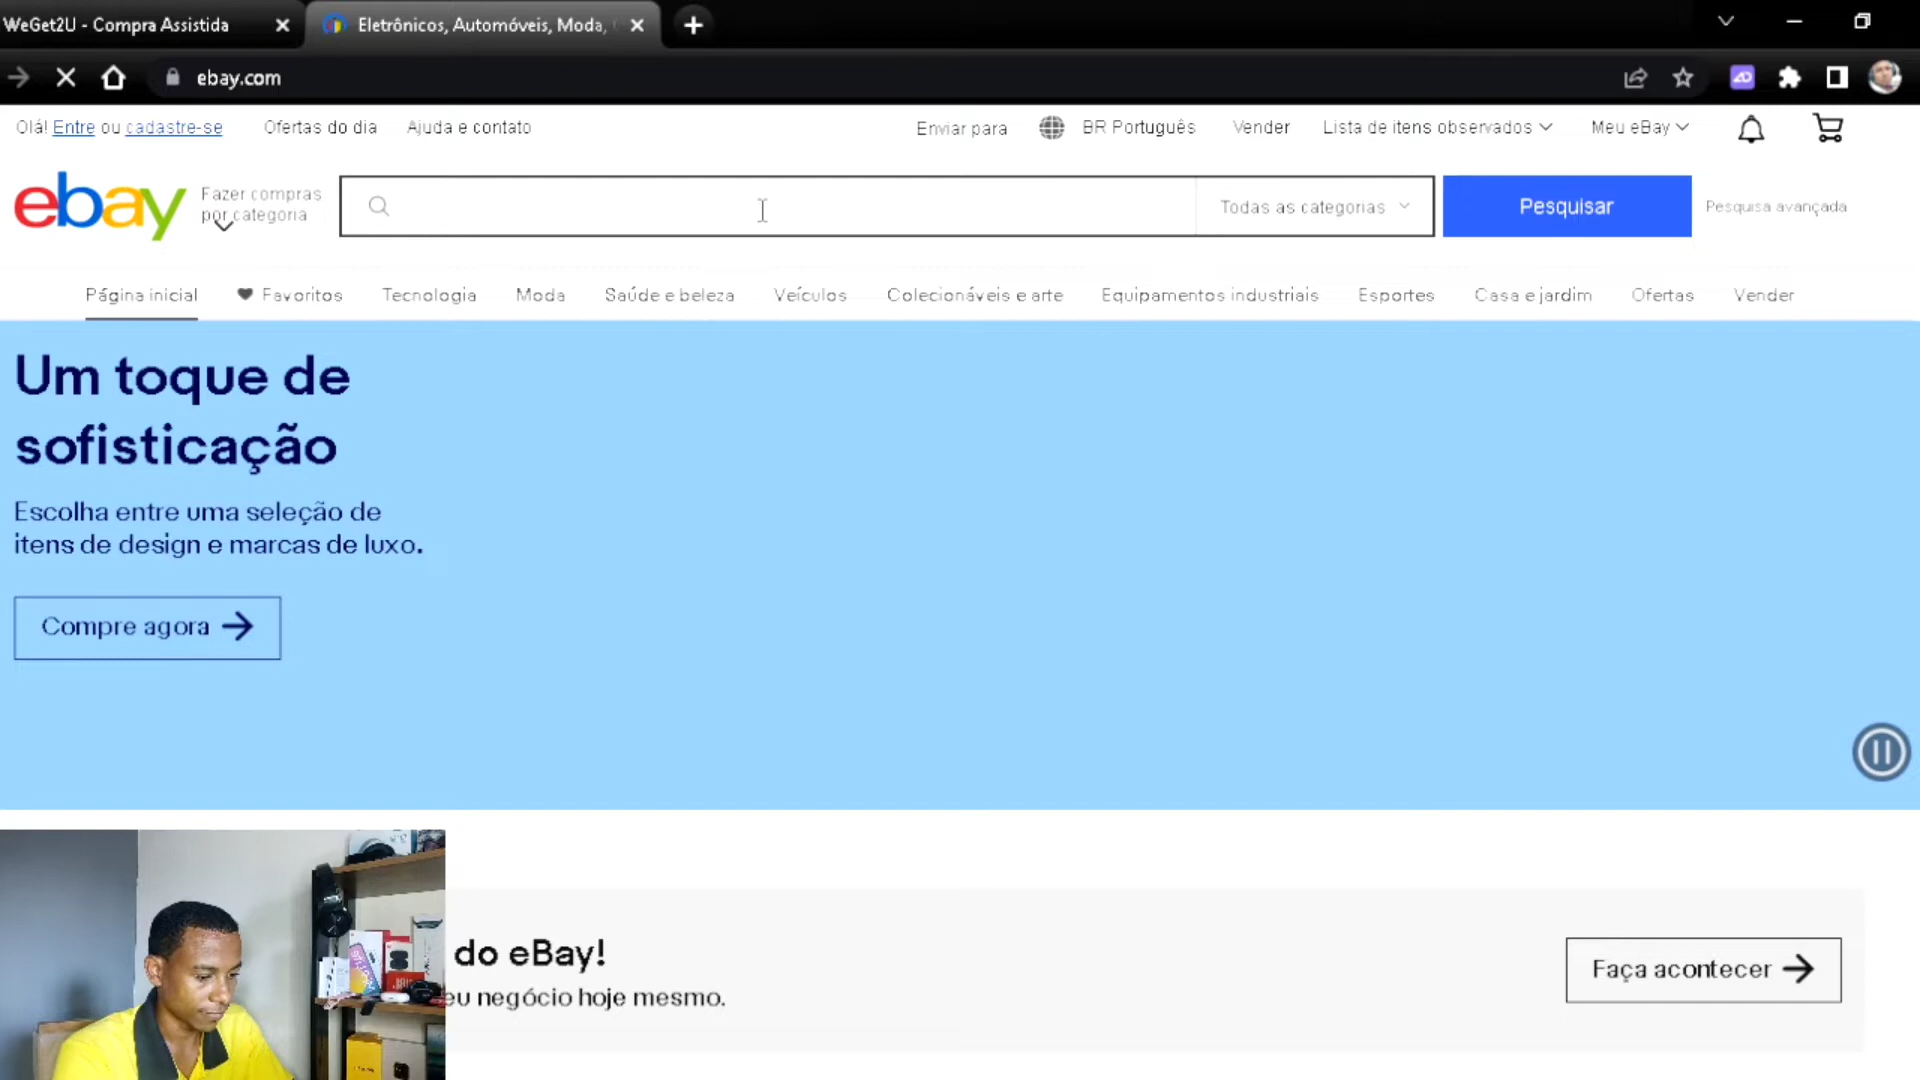 WeGet2U - Compra Assistida
Eletrônicos, Automóveis, Moda,
ebay.com
Olá! Entre ou cadastre-se
Ofertas do dia
Ajuda e contato
Enviar para
BR Português
Vender
Lista de itens observados
Meu eBay
ebay
Fazer compras
por categoria
Todas as categorias
Pesquisar
Pesquisa avançada
Página inicial
Favoritos
Tecnologia
Moda
Saúde e beleza
Veículos
Colecionáveis e arte
Equipamentos industriais
Esportes
Casa e jardim
Ofertas
Vender
Um toque de
sofisticação
Escolha entre uma seleção de
itens de design e marcas de luxo.
Compre agora
do eBay!
eu negócio hoje mesmo.
Faça acontecer